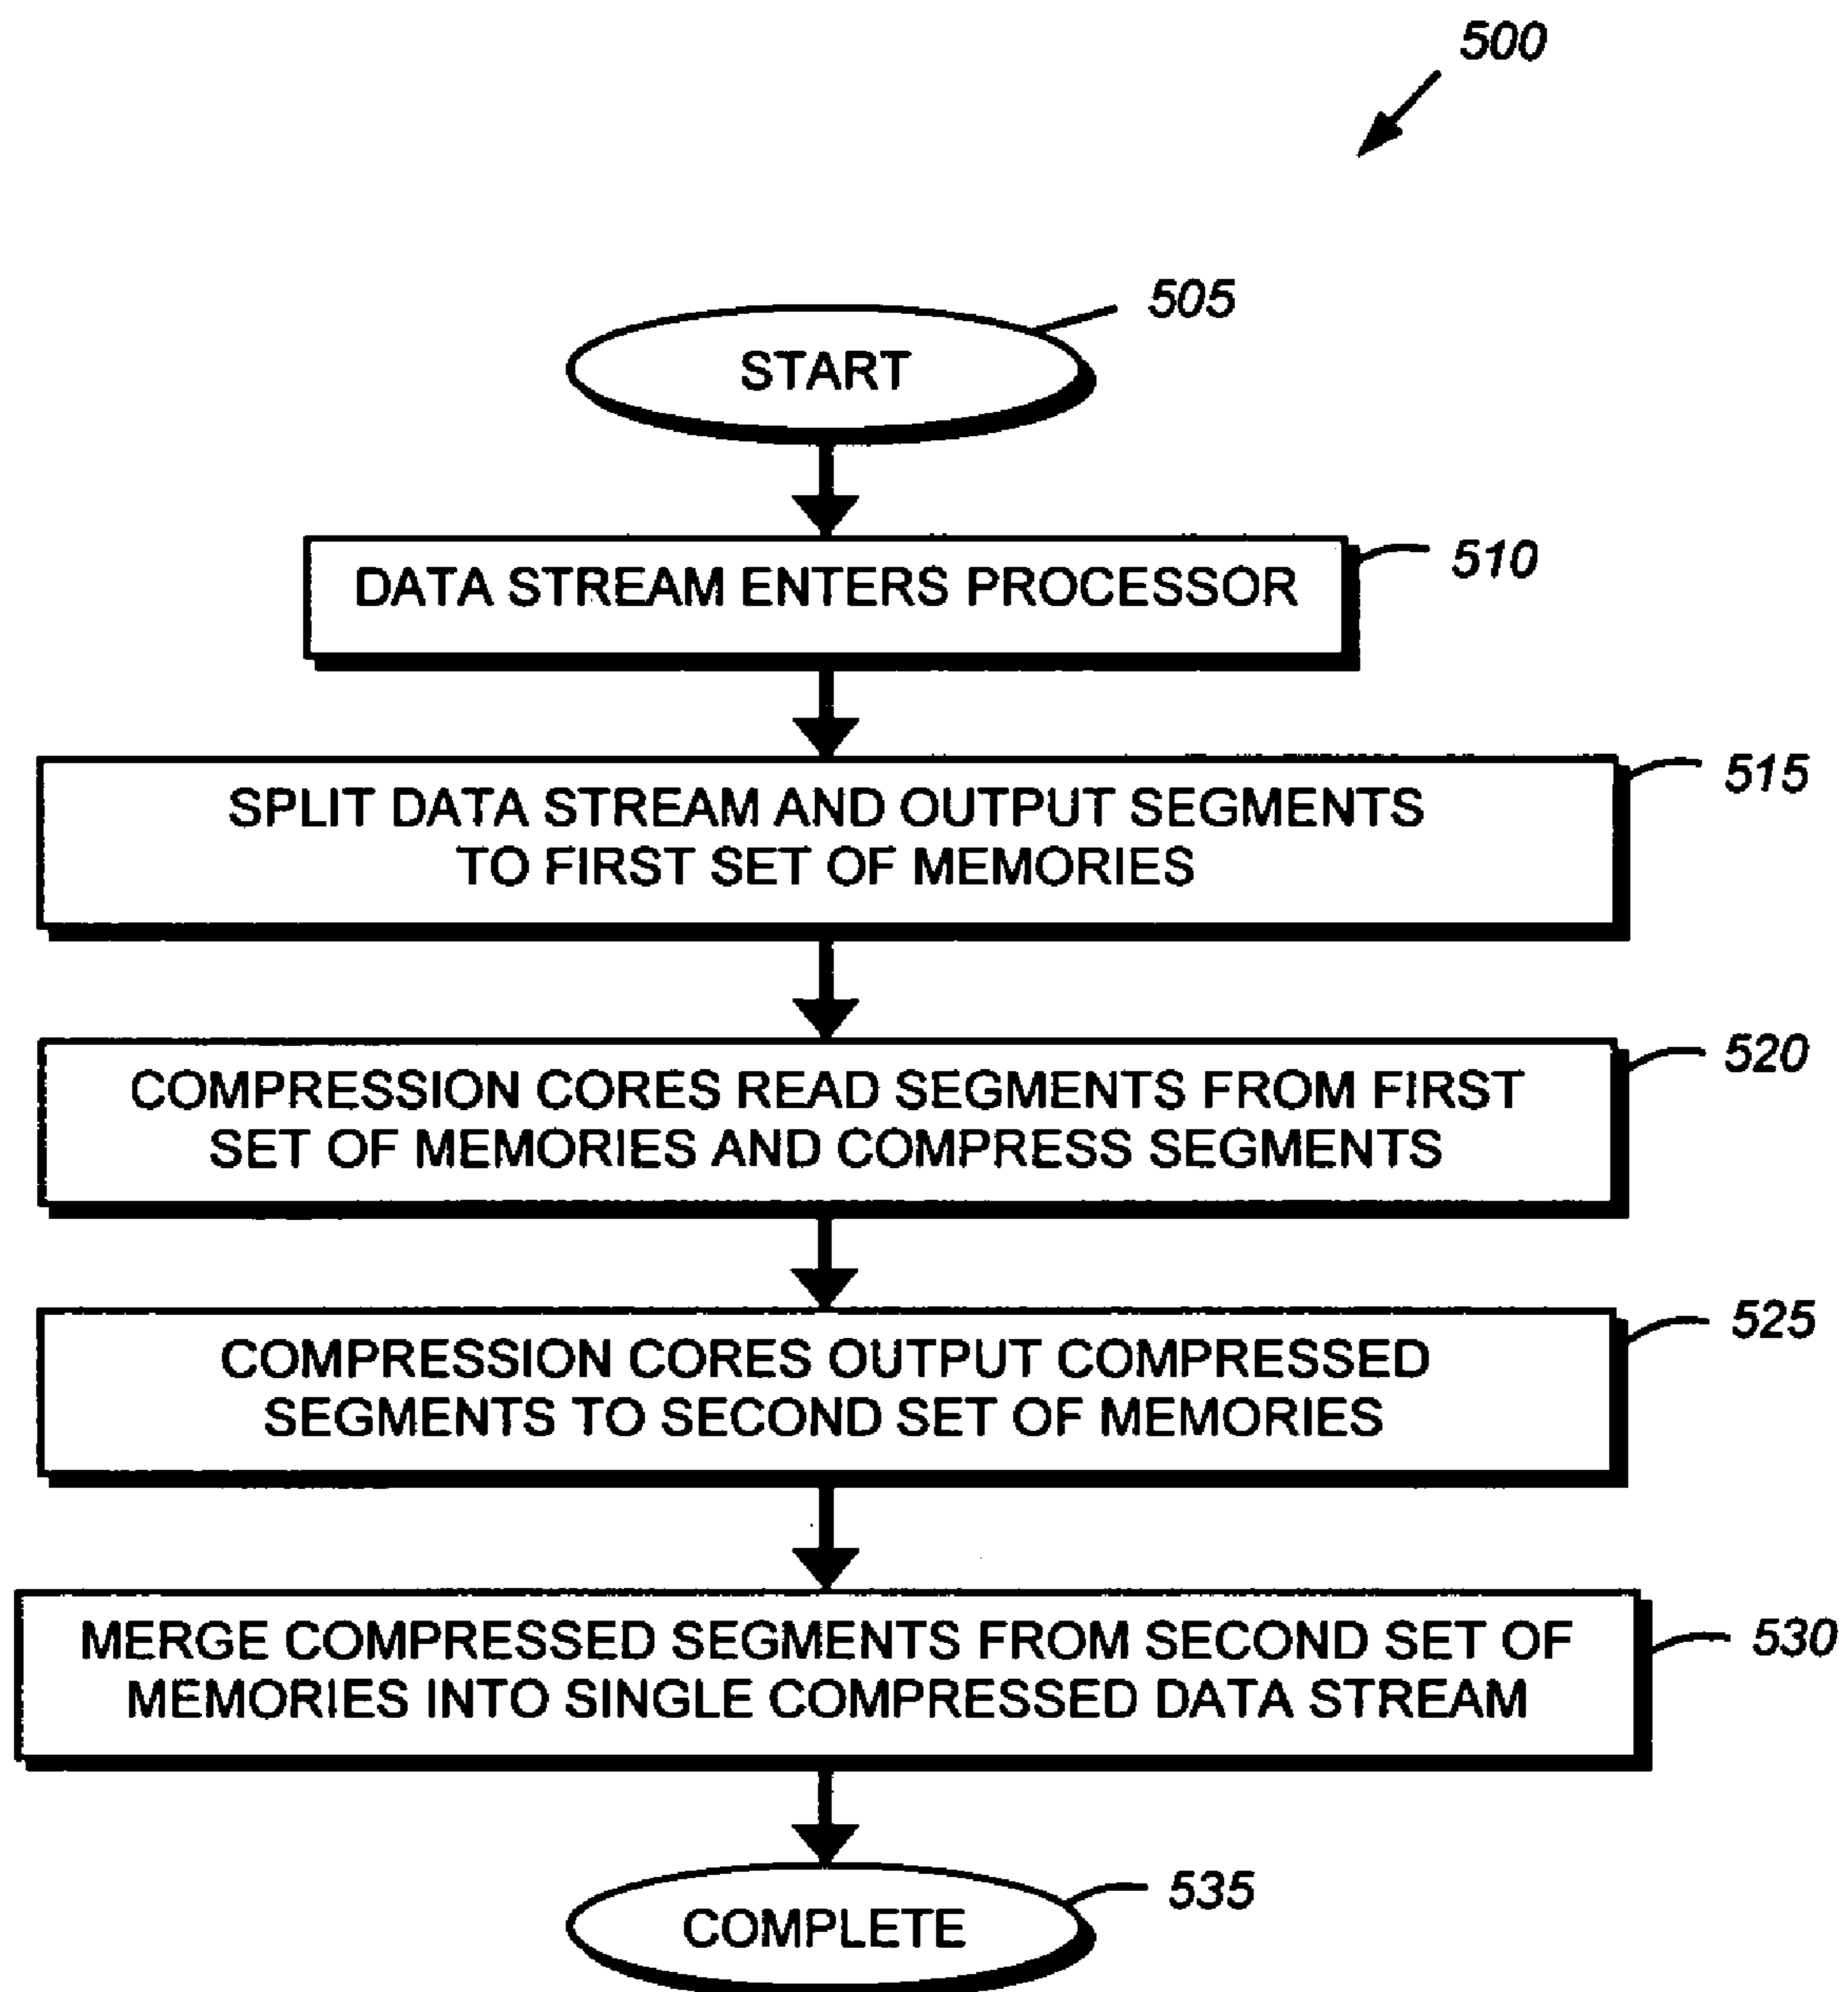 500
505
START
510
DATA STREAM ENTERS PROCESSOR
515
SPLIT DATA STREAM AND OUTPUT SEGMENTS
TO FIRST SET OF MEMORIES
520
COMPRESSION CORES READ SEGMENTS FROM FIRST
SET OF MEMORIES AND COMPRESS SEGMENTS
525
COMPRESSION CORES OUTPUT COMPRESSED
SEGMENTS TO SECOND SET OF MEMORIES
530
MERGE COMPRESSED SEGMENTS FROM SECOND SET OF
MEMORIES INTO SINGLE COMPRESSED DATA STREAM
535
COMPLETE